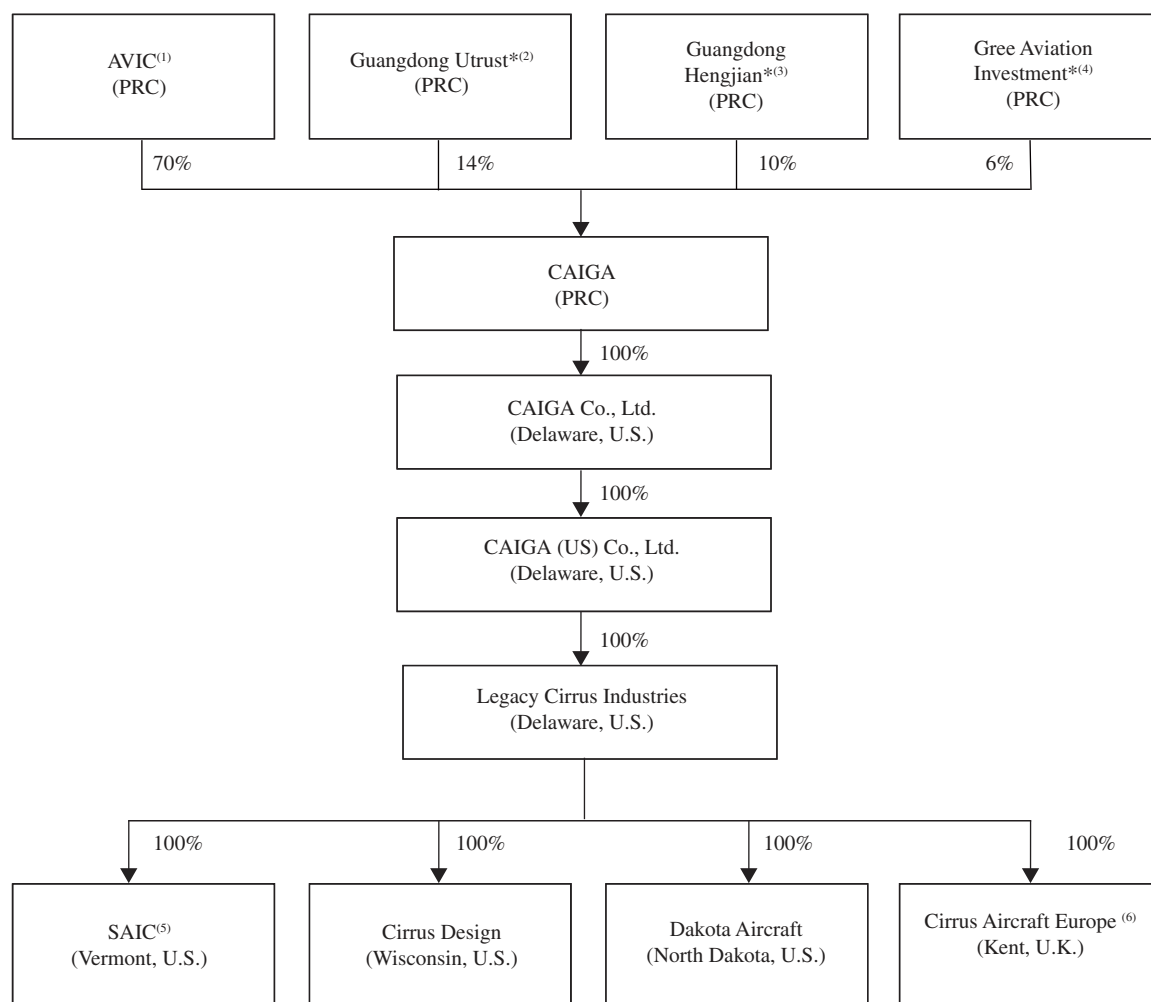 AVIC(1)
(PRC)
Guangdong Utrust*(2)
(PRC)
Guangdong
Hengjian*(3)
(PRC)
Gree Aviation
Investment*(4)
(PRC)
70%
14%
10%
6%
CAIGA
(PRC)
100%
CAIGA Co., Ltd.
(Delaware, U.S.)
100%
CAIGA (US) Co., Ltd.
(Delaware, U.S.)
100%
Legacy Cirrus Industries
(Delaware, U.S.)
100%
100%
100%
100%
SAIC(5)
(Vermont, U.S.)
Cirrus Design
(Wisconsin, U.S.)
Dakota Aircraft
(North Dakota, U.S.)
Cirrus Aircraft Europe (6)
(Kent, U.K.)